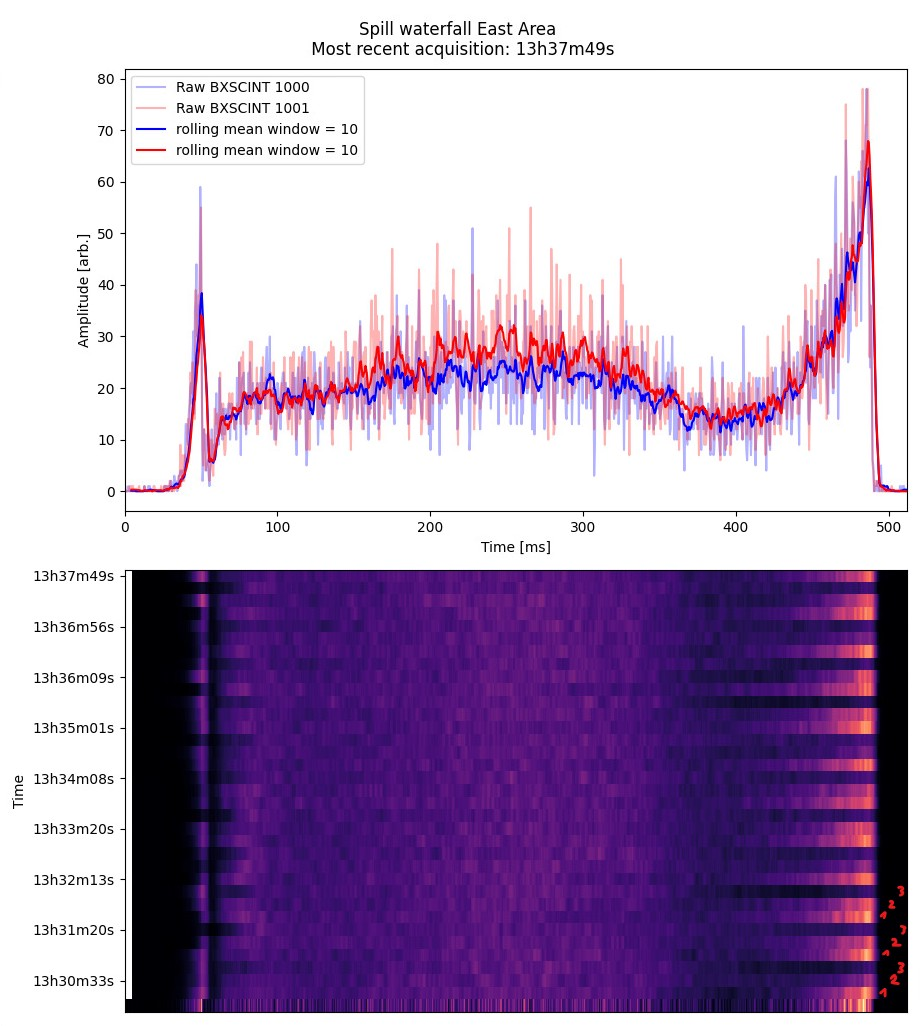 Spill waterfall East Area
Most recent acquisition: 13h37m49s
80
70
60
50
40
30
20
10
0
Amplitude [arb.]
Raw BXSCINT 1000
Raw BXSCINT 1001
rolling mean window = 10
rolling mean window = 10
0 100 200 300 400 500
Time [ms]
13h37m49s
13h36m56s
13h36m09s
13h35m01s
13h34m08s
13h33m20s
13h32m13s
13h31m20s
13h30m33s
Time
3
2
1
3
2
1
3
2
1